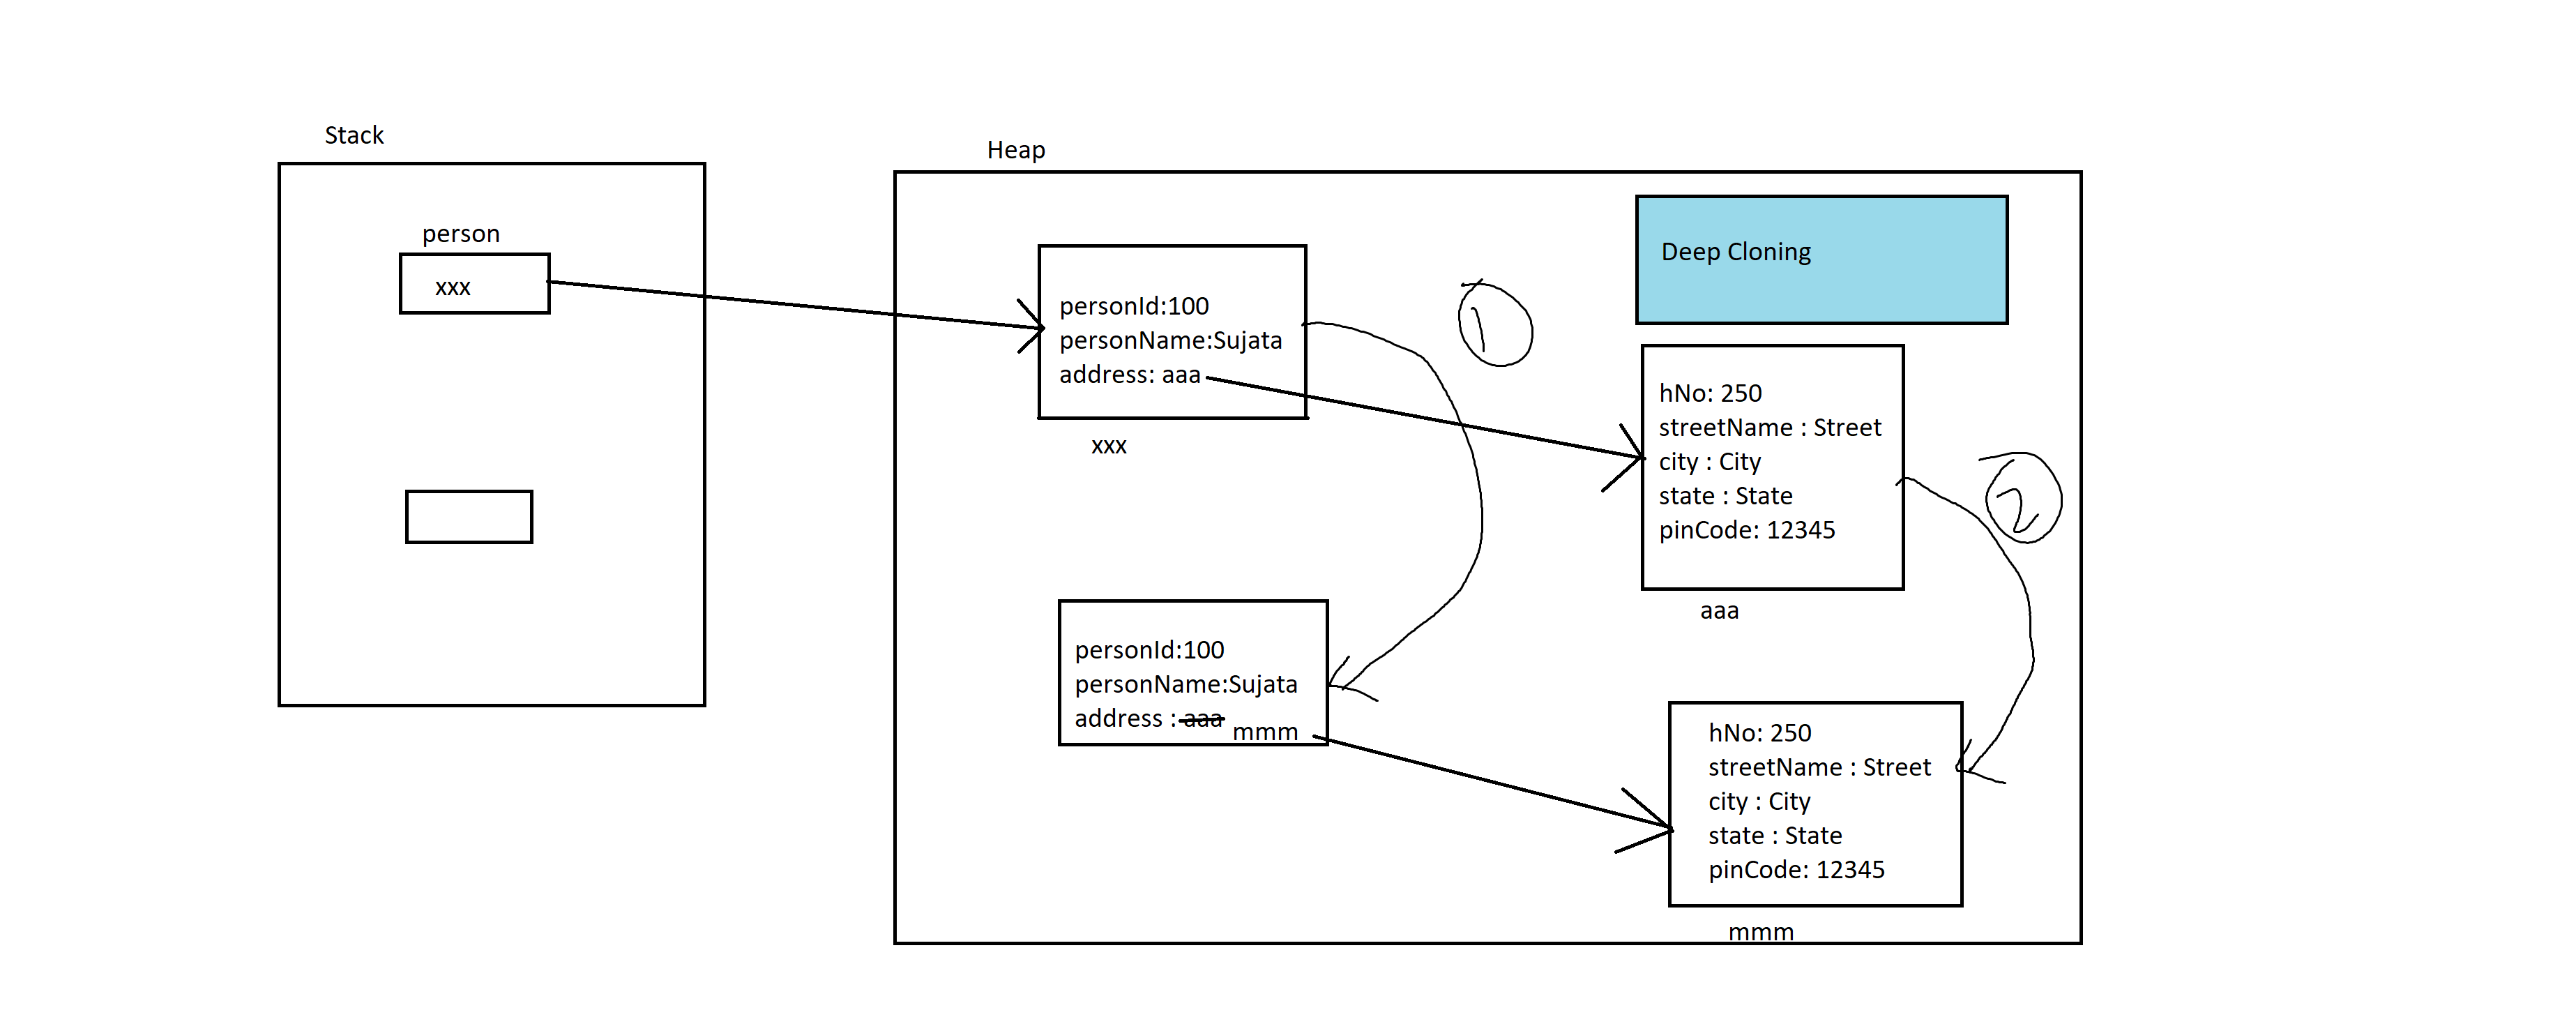 Stack
Heap
person
xxx
Deep Cloning
personId:100
personName:Sujata
address: aaa
xxx
1
hNo: 250
streetName : Street
city : City
state : State
pinCode: 12345
aaa
2
personId:100
personName:Sujata
address : aaa mmm
hNo: 250
streetName : Street
city : City
state : State
pinCode: 12345
mmm